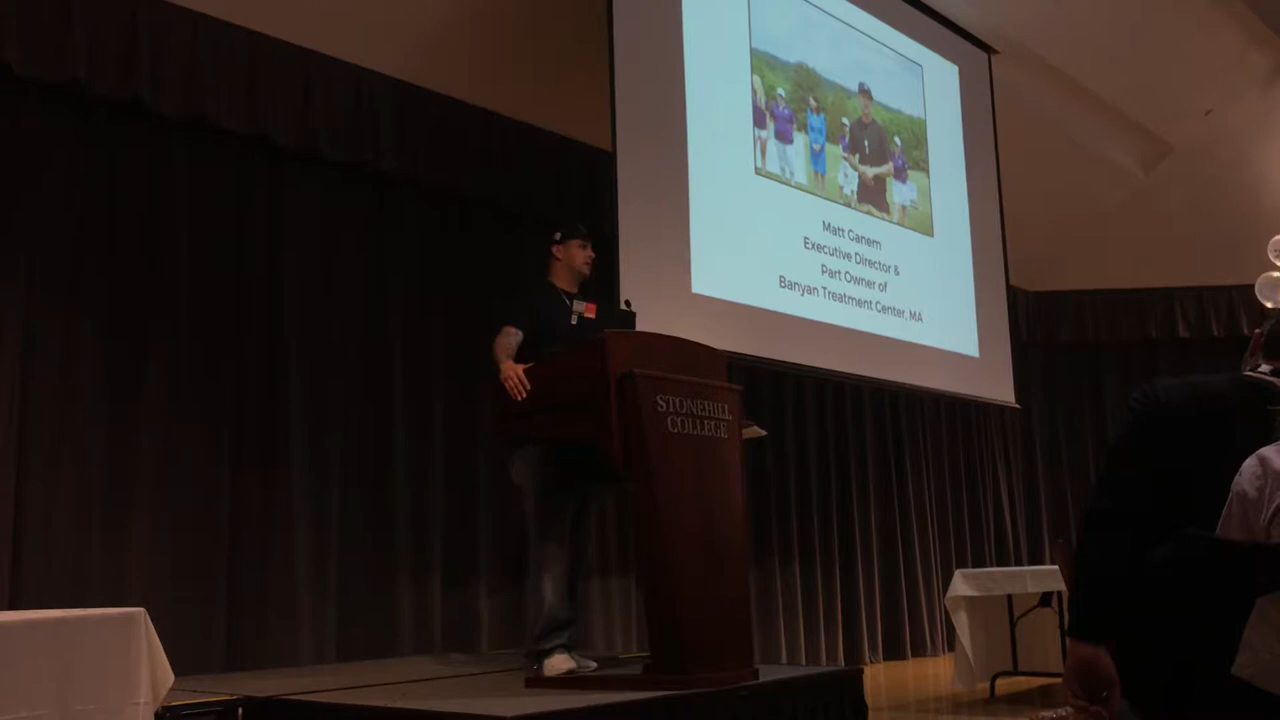 Matt Ganem
Executive Director &
Part Owner of
Banyan Treatment Center, MA
STONEHILL
COLLEGE